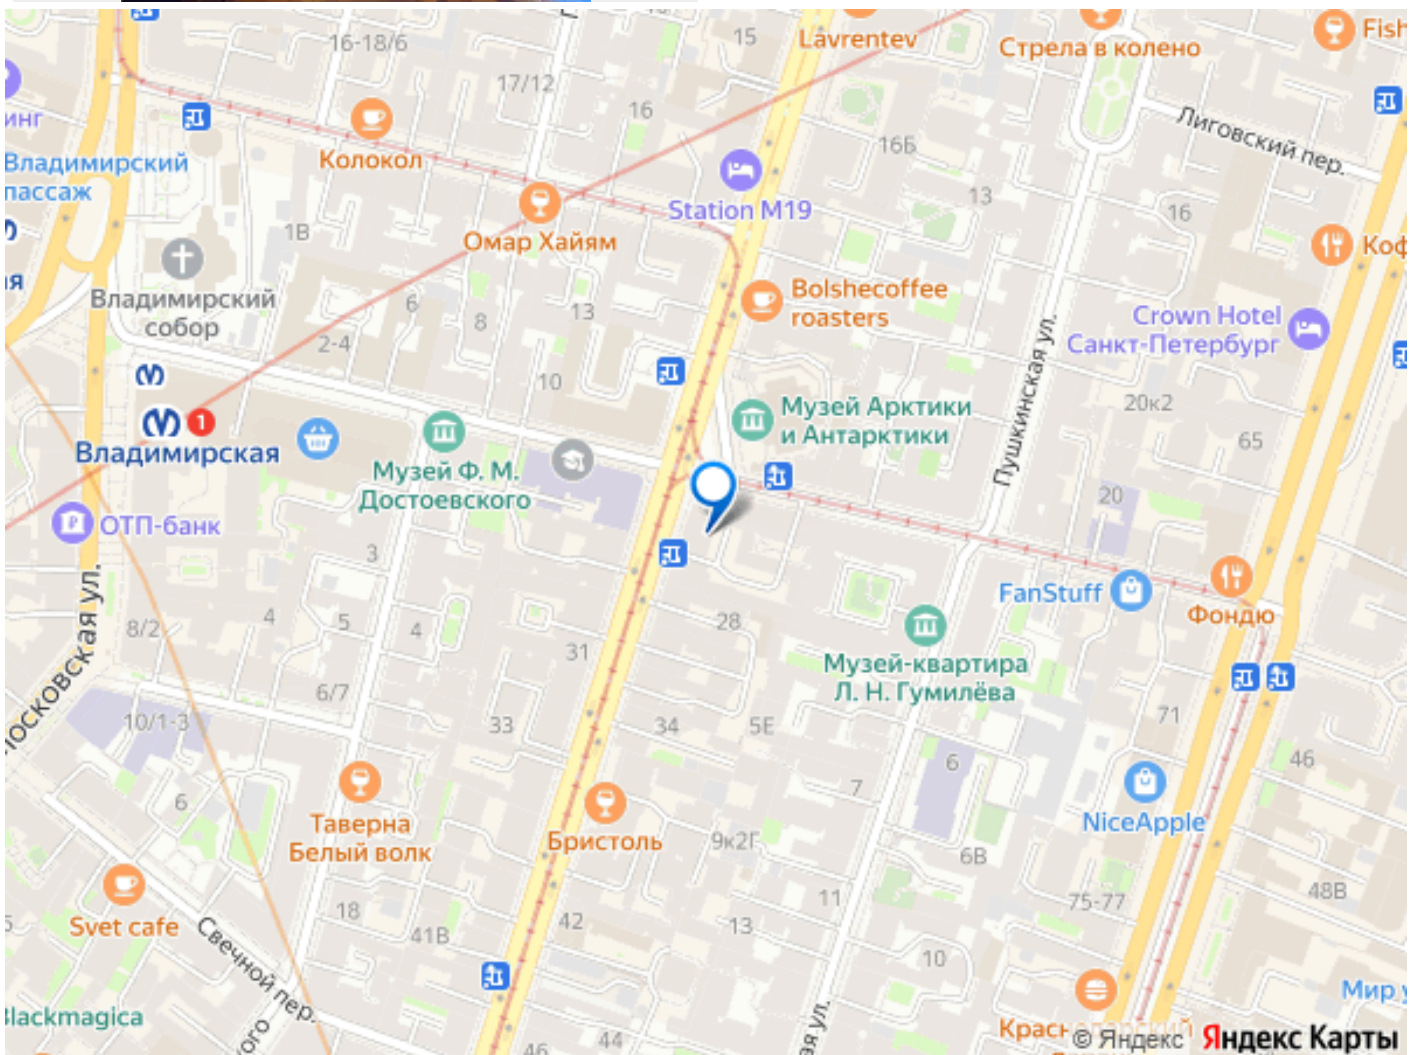 16-18/6
15
Lavrentev
Стрела в колено
Fish
17/12
16
инг
Колокол
16Б
Лиговский пер.
Владимирский
пассаж
Station M19
13
16
1В
Омар Хайям
Коф
ая
Владимирский
собор
6
8
13
Bolshecoffee
roasters
2-4
Crown Hotel
Санкт-Петербург
10
Пушкинская ул.
20к2
65
Музей Арктики
и Антарктики
1
Владимирская
Музей Ф. М.
Достоевского
20
ОТП-банк
3
FanStuff
Фондю
8/2
4
5
4
28
31
Музей-квартира
Л. Н. Гумилёва
6/7
10/1-3
33
34
5Е
71
46
6
6
7
NiceApple
Таверна
Белый волк
Бристоль
9к2Г
6В
48В
75-77
11
Svet cafe
18
41В
42
13
Свечной пер.
10
Blackmagica
44
46
Мир
© Яндекс
Яндекс Карты